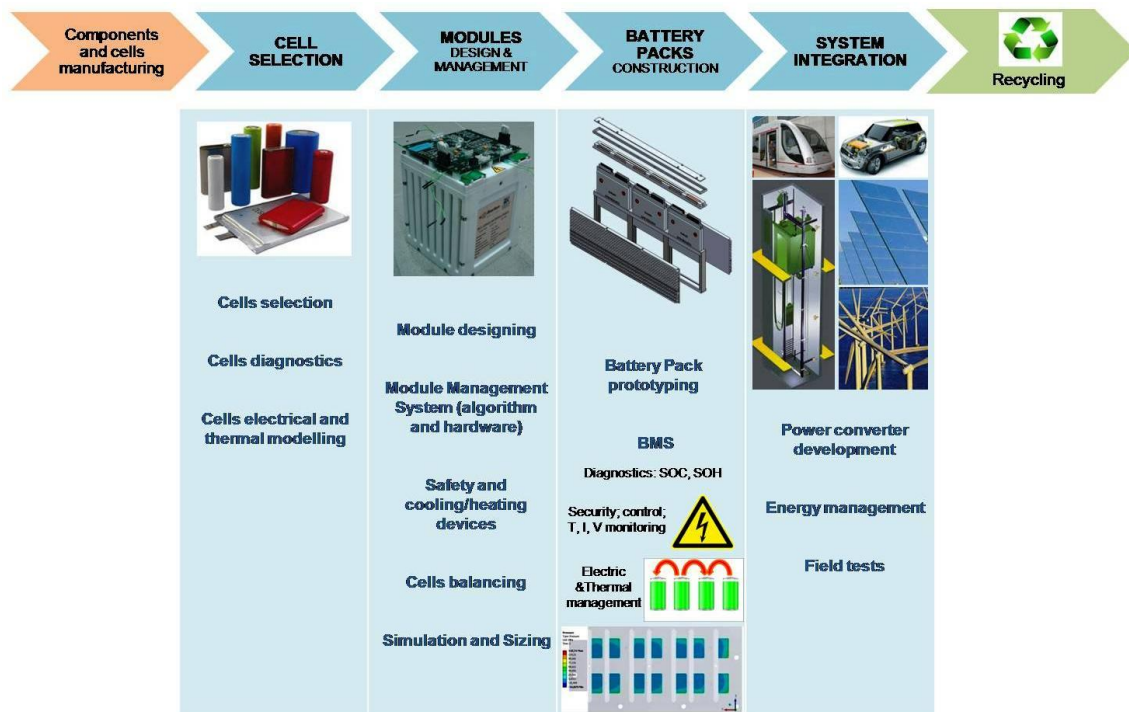 Components
and cells
manufacturing
CELL
SELECTION
MODULES
DESIGN &
MANAGEMENT
BATTERY
PACKS
CONSTRUCTION
SYSTEM
INTEGRATION
Recycling
Cells selection
Cells diagnostics
Cells electrical and
thermal modelling
Module designing
Module Management
System (algorithm
and hardware)
Safety and
cooling/heating
devices
Cells balancing
Simulation and Sizing
Battery Pack
prototyping
BMS
Diagnostics: SOC, SOH
Security; control;
T, I, V monitoring
Electric
&Thermal
management
Power converter
development
Energy management
Field tests